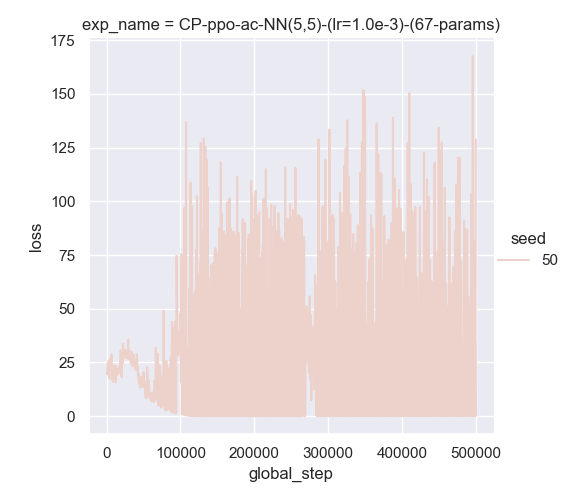 exp_name = CP-ppo-ac-NN(5,5)-(lr=1.0e-3)-(67-params)
175
150
125
100
75
50
25
0
loss
0 100000 200000 300000 400000 500000
global_step
seed
50